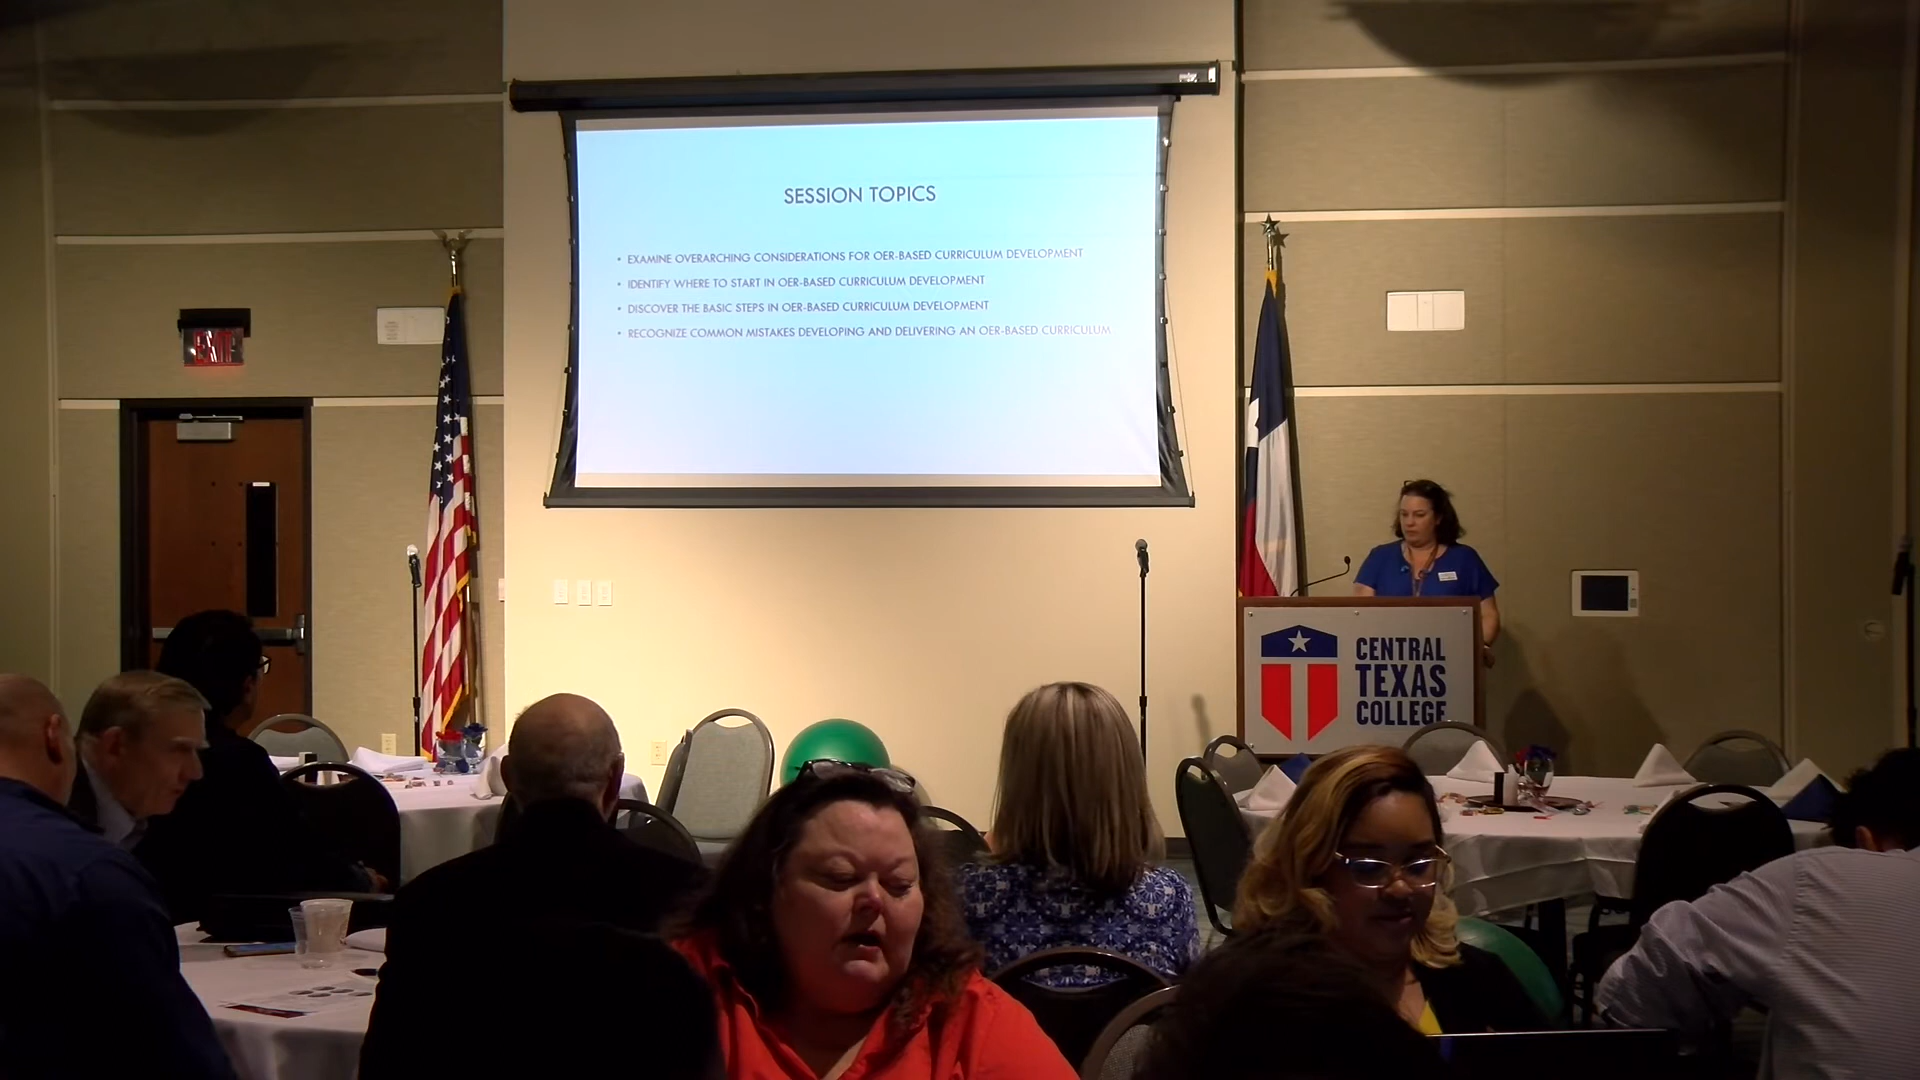 SESSION TOPICS
• EXAMINE OVERARCHING CONSIDERATIONS FOR OER-BASED CURRICULUM DEVELOPMENT
• IDENTIFY WHERE TO START IN OER-BASED CURRICULUM DEVELOPMENT
• DISCOVER THE BASIC STEPS IN OER-BASED CURRICULUM DEVELOPMENT
• RECOGNIZE COMMON MISTAKES DEVELOPING AND DELIVERING AN OER-BASED CURRICULUM
EXIT
CENTRAL
TEXAS
COLLEGE